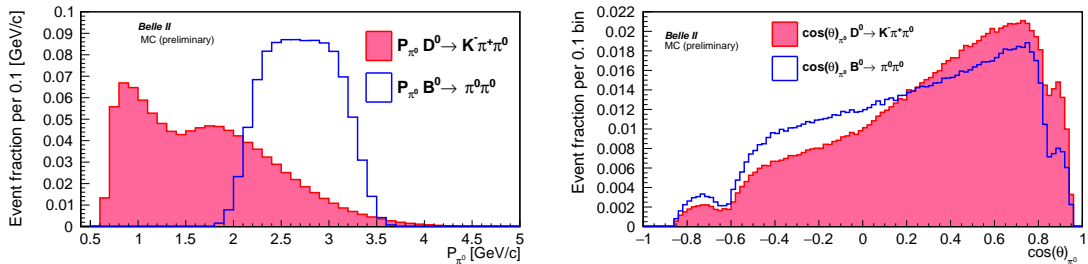 Event fraction per 0.1 [GeV/c]
0.1
0.09
0.08
0.07
0.06
0.05
0.04
0.03
0.02
0.01
0
Belle II
MC (preliminary)
P_π⁰ D⁰→ K⁻π⁺π⁰
P_π⁰ B⁰→ π⁰π⁰
0.5 1 1.5 2 2.5 3 3.5 4 4.5 5
P_π⁰ [GeV/c]
Event fraction per 0.1 bin
0.022
0.02
0.018
0.016
0.014
0.012
0.01
0.008
0.006
0.004
0.002
0
Belle II
MC (preliminary)
cos(θ)_π⁰ D⁰→ K⁻π⁺π⁰
cos(θ)_π⁰ B⁰→ π⁰π⁰
−1 −0.8 −0.6 −0.4 −0.2 0 0.2 0.4 0.6 0.8 1
cos(θ)_π⁰